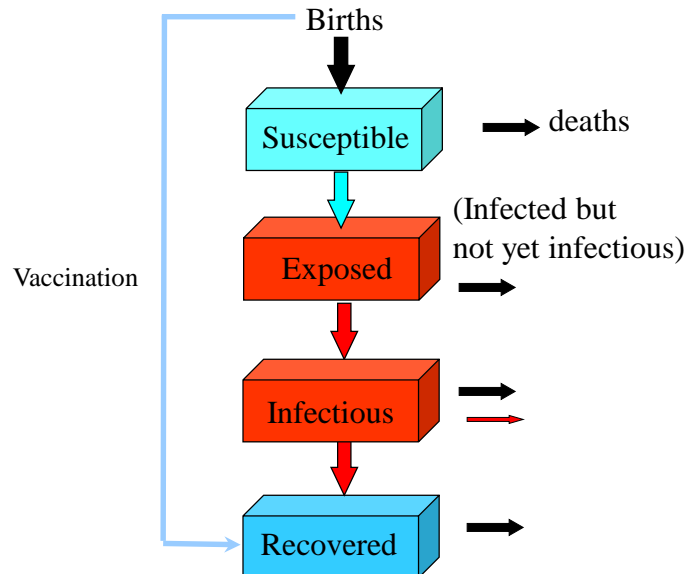 Births
Susceptible
deaths
(Infected but
not yet infectious)
Exposed
Vaccination
Infectious
Recovered